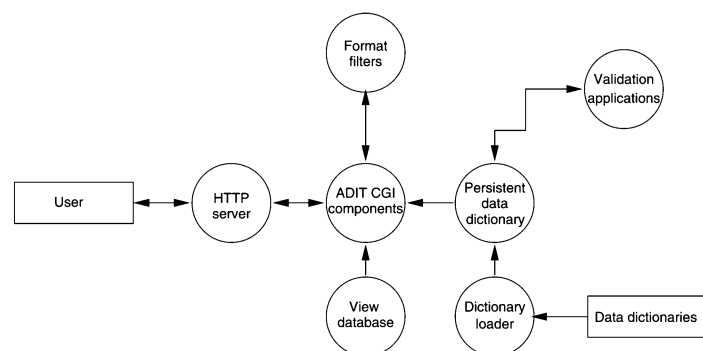 Format
filters
Validation
applications
User
HTTP
server
ADIT CGI
components
Persistent
data
dictionary
View
database
Dictionary
loader
Data dictionaries